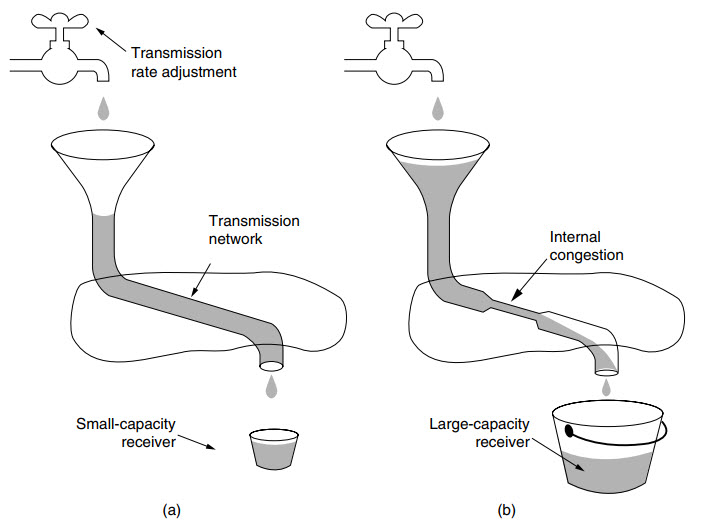 Transmission
rate adjustment
Transmission
network
Internal
congestion
Small-capacity
receiver
Large-capacity
receiver
(a)
(b)